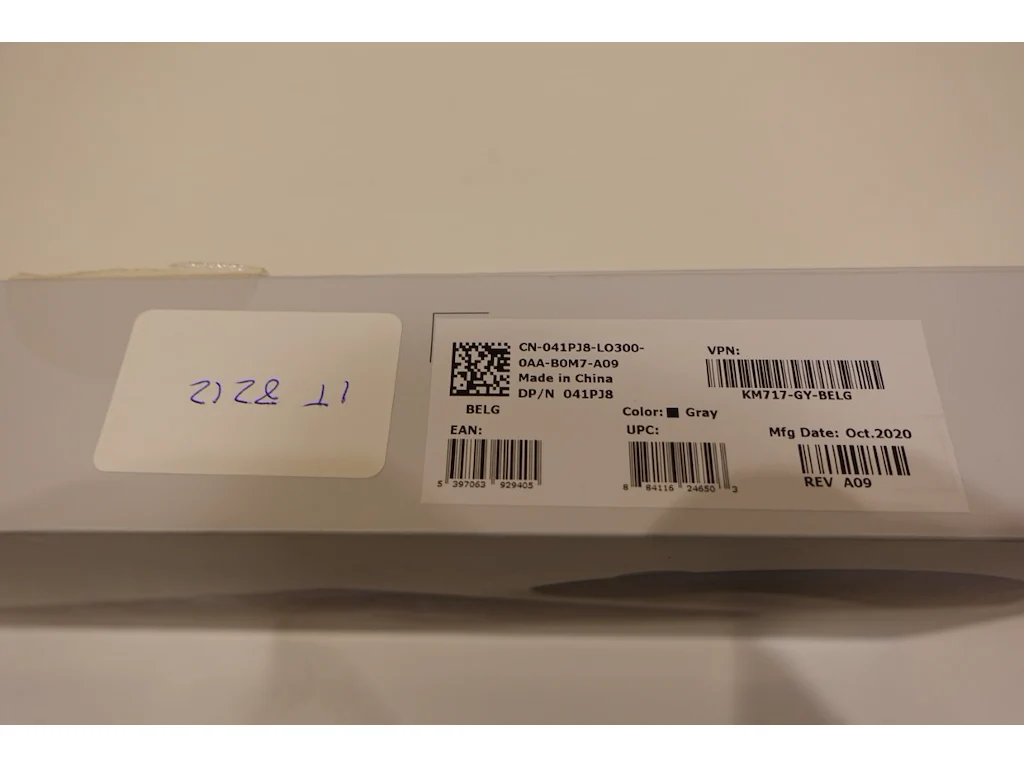 IT 8212
CN-041PJ8-LO300-
0AA-B0M7-A09
Made in China
DP/N 041PJ8
BELG
VPN:
KM717-GY-BELG
Color: Gray
EAN:
5 397063 929405
UPC:
8 84116 24650 3
Mfg Date: Oct.2020
REV A09